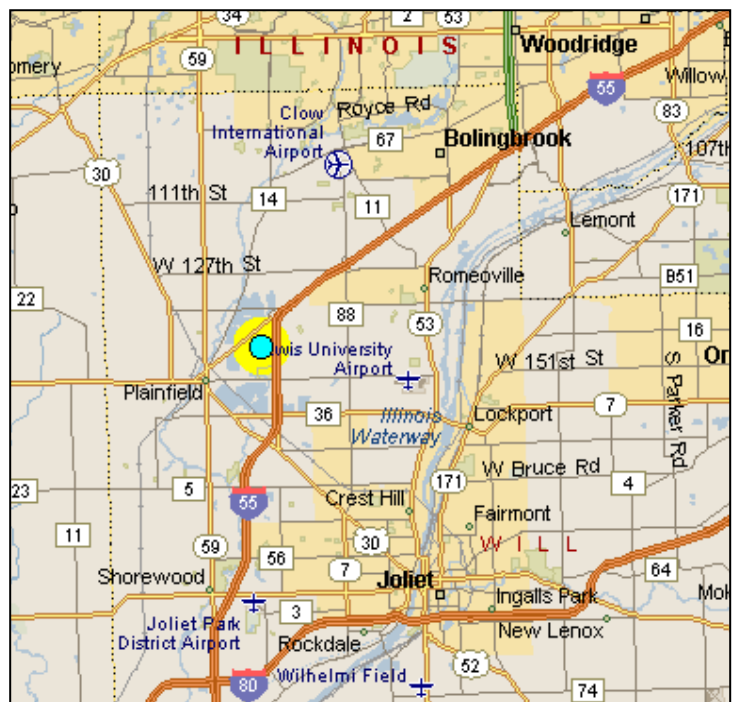 34
2
53
59
ILLINOIS
Woodridge
omery
Willow
55
Clow
International
Airport
Royce Rd
83
67
Bolingbrook
107th
30
111th St
14
11
171
Lemont
W 127th St
Romeoville
B51
22
88
53
16
wis University
Airport
W 151st St
Or
S Parker Rd
Plainfield
36
Illinois
Waterway
7
Lockport
W Bruce Rd
23
5
171
4
55
Crest Hill
Fairmont
11
WILL
59
30
56
7
64
Shorewood
Joliet
Mok
3
Ingalls Park
Joliet Park
District Airport
Rockdale
New Lenox
52
Wilhelmi Field
80
74